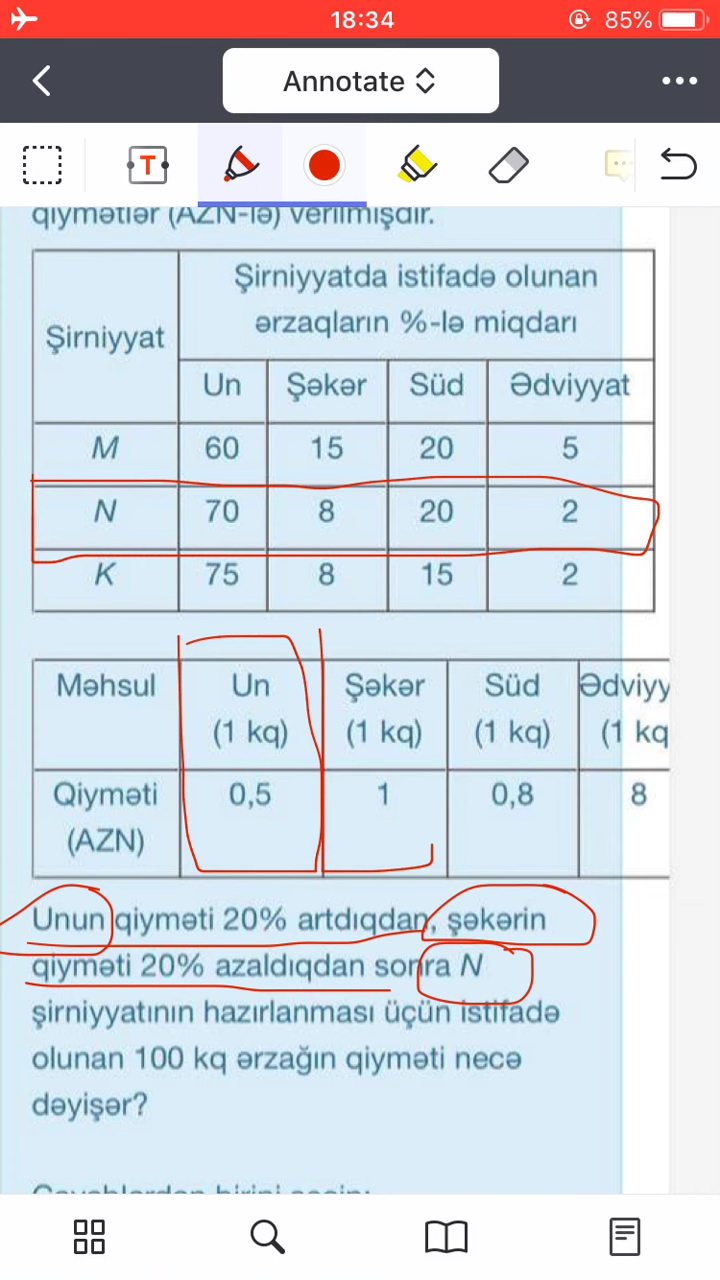 18:34
85%
Annotate
T
qiymətlər (AZN-lə) verilmişdir.
Şirniyyat
Şirniyyatda istifadə olunan
ərzaqların %-lə miqdarı
Un Şəkər Süd Ədviyyat
M 60 15 20 5
N 70 8 20 2
K 75 8 15 2
Məhsul Un Şəkər Süd Ədviyy
(1 kq) (1 kq) (1 kq) (1 kq
Qiyməti 0,5 1 0,8 8
(AZN)
Unun qiyməti 20% artdıqdan, şəkərin
qiyməti 20% azaldıqdan sonra N
şirniyyatının hazırlanması üçün istifadə
olunan 100 kq ərzağın qiyməti necə
dəyişər?